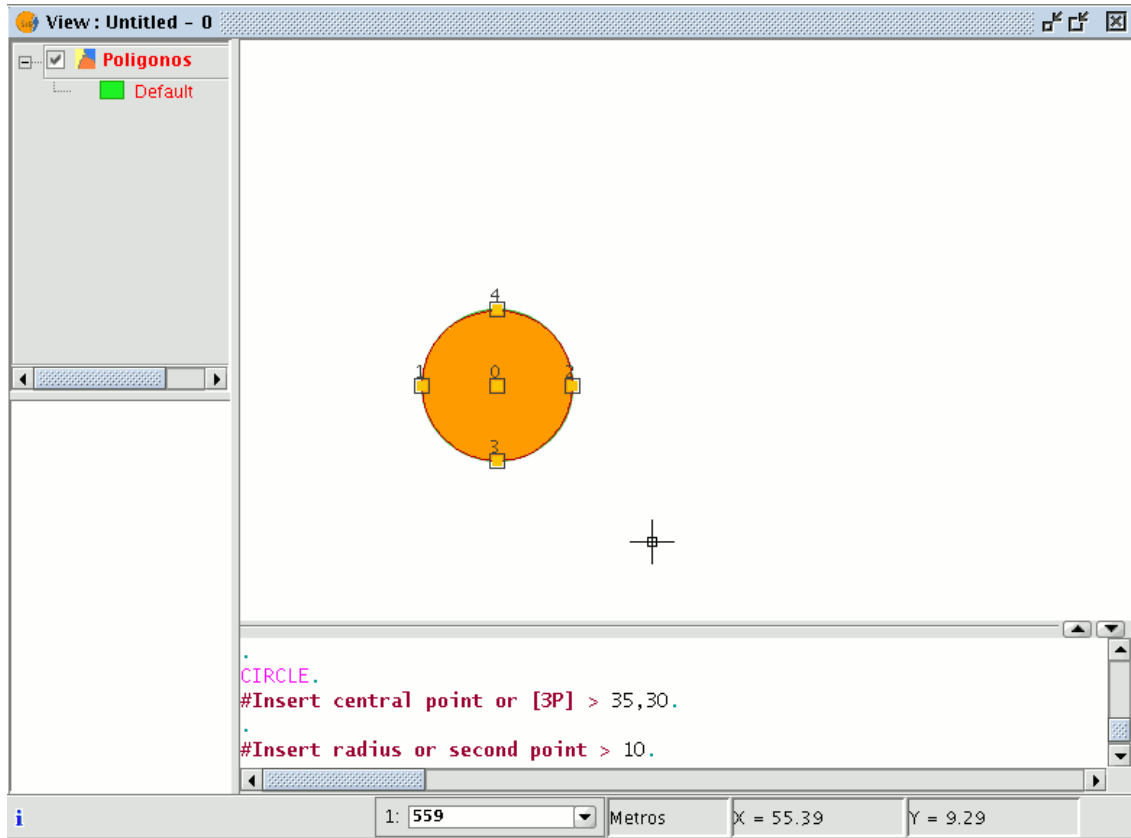 View : Untitled - 0
Poligonos
Default
4
1 0 2
3
.
CIRCLE.
#Insert central point or [3P] > 35,30.
.
#Insert radius or second point > 10.
i
1: 559
Metros
X = 55.39
Y = 9.29